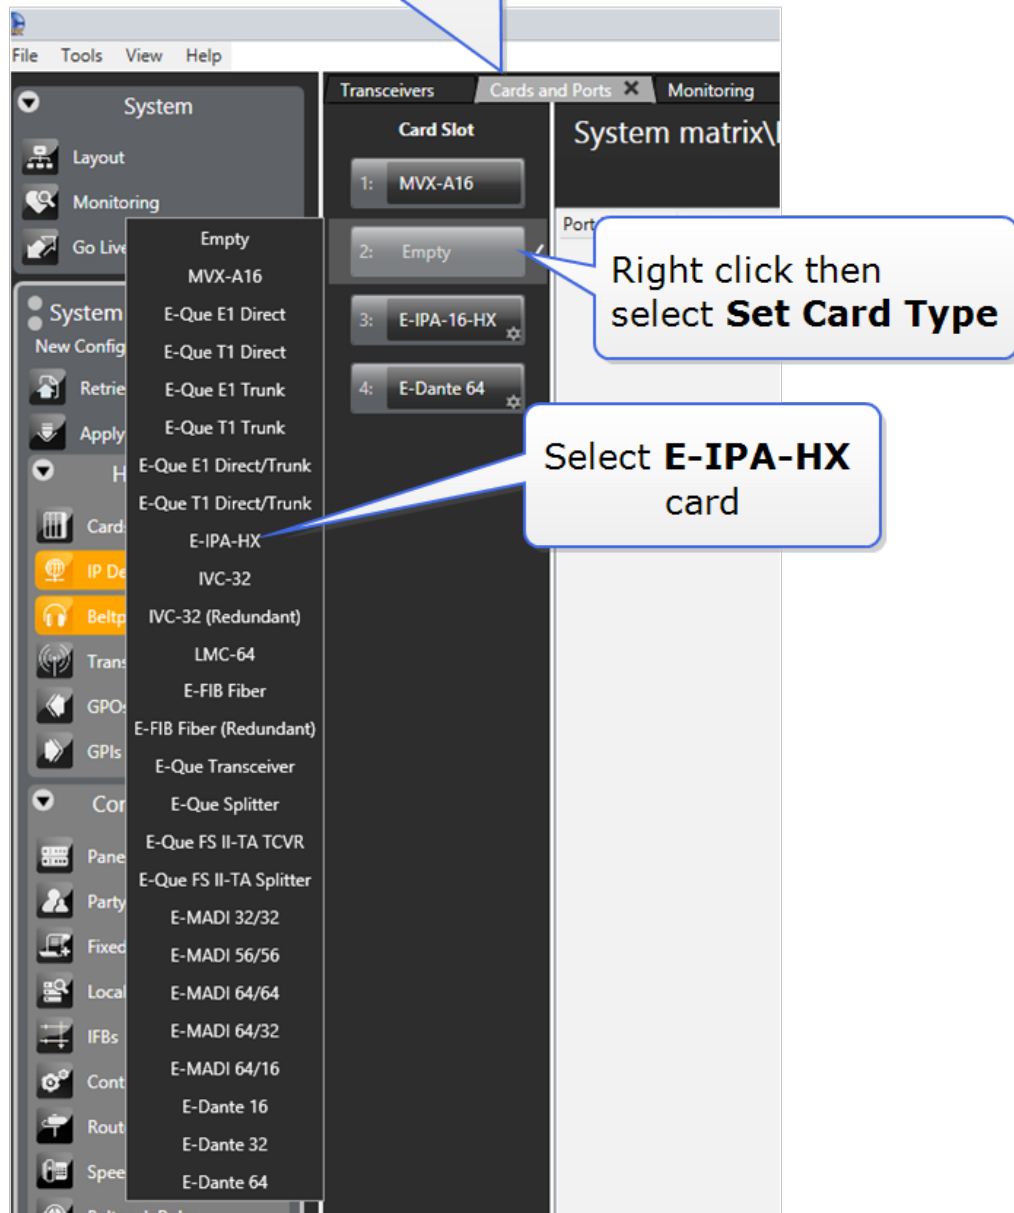 File Tools View Help
System
Layout
Monitoring
Go Live
System
New Config
Retrie
Apply
H
Card
IP De
Beltp
Trans
GPOs
GPIs
Con
Pane
Party
Fixed
Local
IFBs
Cont
Rout
Spee
Empty
MVX-A16
E-Que E1 Direct
E-Que T1 Direct
E-Que E1 Trunk
E-Que T1 Trunk
E-Que E1 Direct/Trunk
E-Que T1 Direct/Trunk
E-IPA-HX
IVC-32
IVC-32 (Redundant)
LMC-64
E-FIB Fiber
E-FIB Fiber (Redundant)
E-Que Transceiver
E-Que Splitter
E-Que FS II-TA TCVR
E-Que FS II-TA Splitter
E-MADI 32/32
E-MADI 56/56
E-MADI 64/64
E-MADI 64/32
E-MADI 64/16
E-Dante 16
E-Dante 32
E-Dante 64
Transceivers Cards and Ports Monitoring
Card Slot
1: MVX-A16
2: Empty
3: E-IPA-16-HX
4: E-Dante 64
System matrix\
Port
Right click then
select Set Card Type
Select E-IPA-HX
card